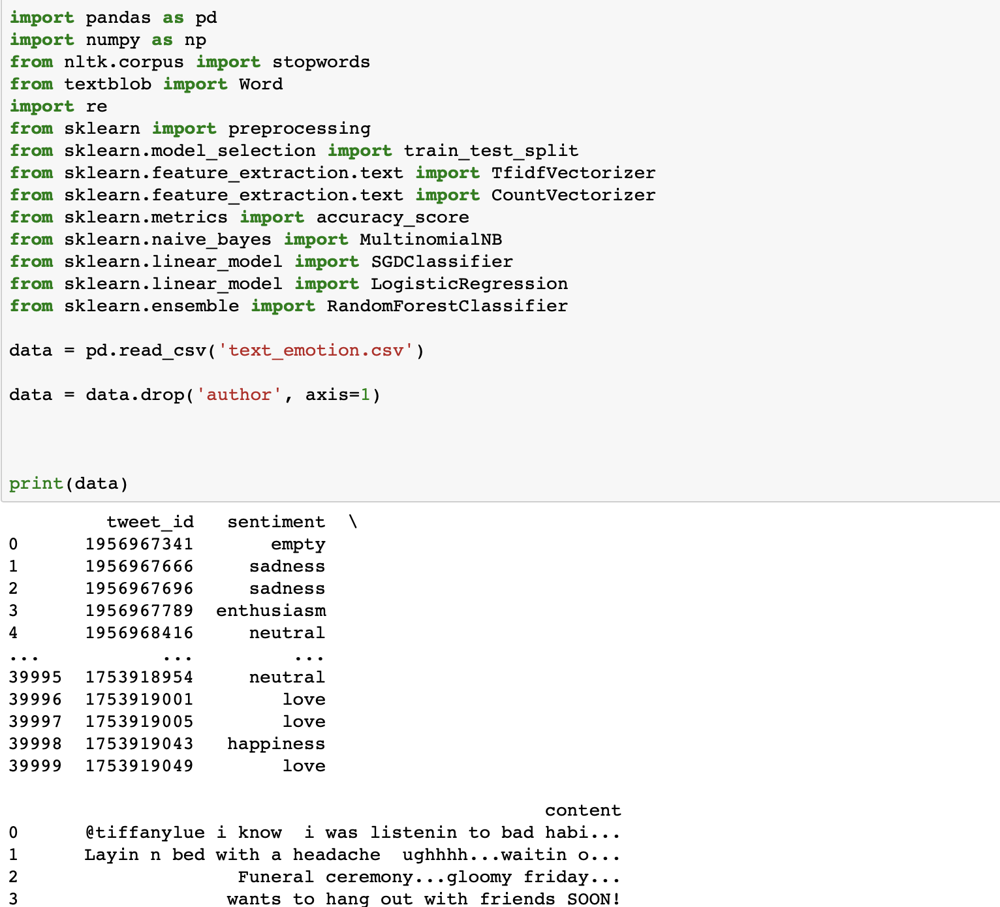 import pandas as pd
import numpy as np
from nltk.corpus import stopwords
from textblob import Word
import re
from sklearn import preprocessing
from sklearn.model_selection import train_test_split
from sklearn.feature_extraction.text import TfidfVectorizer
from sklearn.feature_extraction.text import CountVectorizer
from sklearn.metrics import accuracy_score
from sklearn.naive_bayes import MultinomialNB
from sklearn.linear_model import SGDClassifier
from sklearn.linear_model import LogisticRegression
from sklearn.ensemble import RandomForestClassifier
data = pd.read_csv('text_emotion.csv')
data = data.drop('author', axis=1)
print(data)
tweet_id sentiment \
0 1956967341 empty
1 1956967666 sadness
2 1956967696 sadness
3 1956967789 enthusiasm
4 1956968416 neutral
... ... ...
39995 1753918954 neutral
39996 1753919001 love
39997 1753919005 love
39998 1753919043 happiness
39999 1753919049 love
content
0 @tiffanylue i know  i was listenin to bad habi...
1 Layin n bed with a headache  ughhhh...waitin o...
2 Funeral ceremony...gloomy friday...
3 wants to hang out with friends SOON!